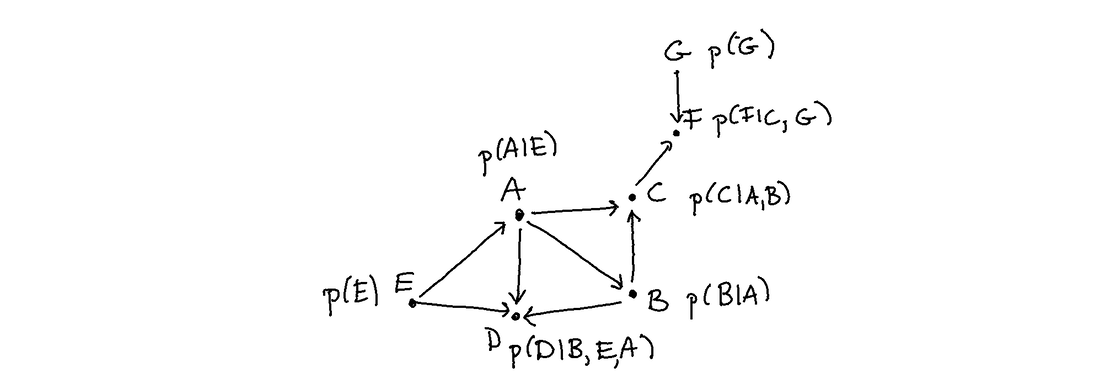 G p(G)
F p(F|C, G)
p(A|E)
A
C p(C|A,B)
p(E) E
B p(B|A)
D p(D|B, E,A)